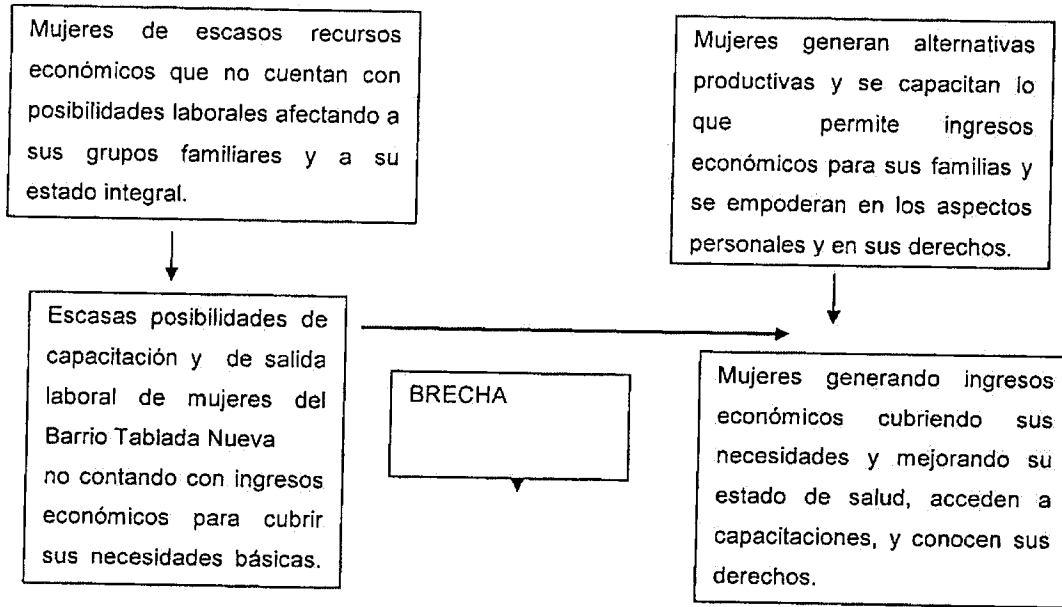 Mujeres de escasos recursos
económicos que no cuentan con
posibilidades laborales afectando a
sus grupos familiares y a su
estado integral.
Mujeres generan alternativas
productivas y se capacitan lo
que permite ingresos
económicos para sus familias y
se empoderan en los aspectos
personales y en sus derechos.
Escasas posibilidades de
capacitación y de salida
laboral de mujeres del
Barrio Tablada Nueva
no contando con ingresos
económicos para cubrir
sus necesidades básicas.
BRECHA
Mujeres generando ingresos
económicos cubriendo sus
necesidades y mejorando su
estado de salud, acceden a
capacitaciones, y conocen sus
derechos.